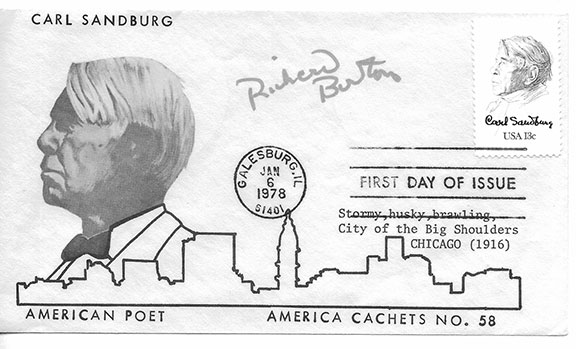 CARL SANDBURG
Richard Burton
Carl Sandburg
USA 13c
GALESBURG, IL
JAN
6
1978
61401
FIRST DAY OF ISSUE
Stormy,husky,brawling,
City of the Big Shoulders
CHICAGO (1916)
AMERICAN POET
AMERICA CACHETS NO. 58